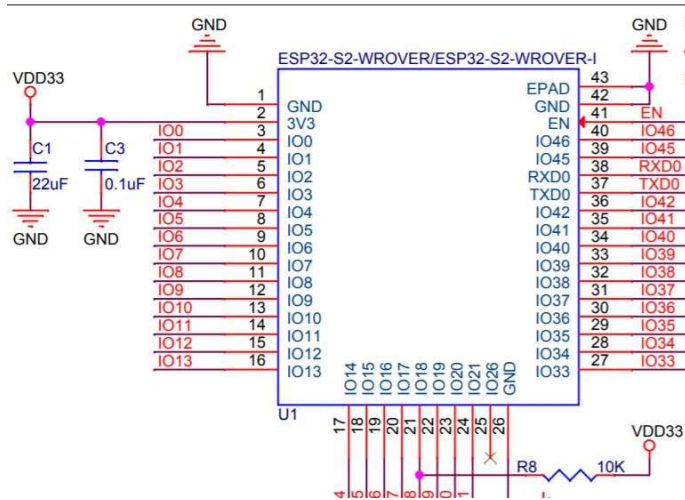 GND
GND
ESP32-S2-WROVER/ESP32-S2-WROVER-I
VDD33
C1
22uF
GND
C3
0.1uF
GND
1 GND
2 3V3
IO0 3 IO0
IO1 4 IO1
IO2 5 IO2
IO3 6 IO3
IO4 7 IO4
IO5 8 IO5
IO6 9 IO6
IO7 10 IO7
IO8 11 IO8
IO9 12 IO9
IO10 13 IO10
IO11 14 IO11
IO12 15 IO12
IO13 16 IO13
EPAD 43
GND 42
EN 41 EN
IO46 40 IO46
IO45 39 IO45
RXD0 38 RXD0
TXD0 37 TXD0
IO42 36 IO42
IO41 35 IO41
IO40 34 IO40
IO39 33 IO39
IO38 32 IO38
IO37 31 IO37
IO36 30 IO36
IO35 29 IO35
IO34 28 IO34
IO33 27 IO33
IO14 IO15 IO16 IO17 IO18 IO19 IO20 IO21 IO26 GND
U1
17 18 19 20 21 22 23 24 25 26
VDD33
R8 10K